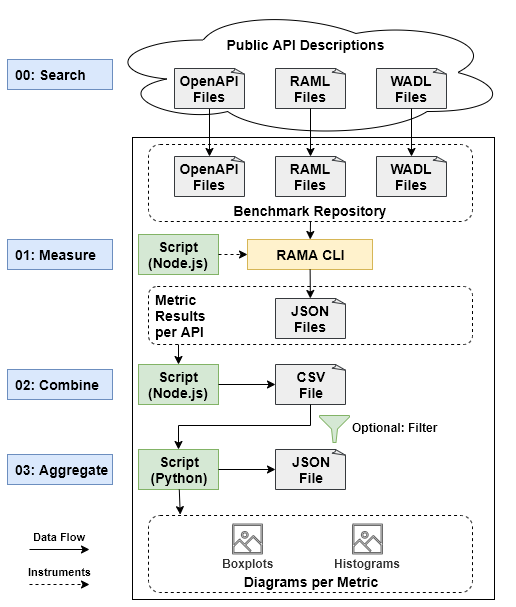 Public API Descriptions
00: Search
OpenAPI
Files
RAML
Files
WADL
Files
OpenAPI
Files
RAML
Files
WADL
Files
Benchmark Repository
01: Measure
Script
(Node.js)
RAMA CLI
Metric
Results
per API
JSON
Files
02: Combine
Script
(Node.js)
CSV
File
Optional: Filter
03: Aggregate
Script
(Python)
JSON
File
Data Flow
Instruments
Boxplots
Histograms
Diagrams per Metric